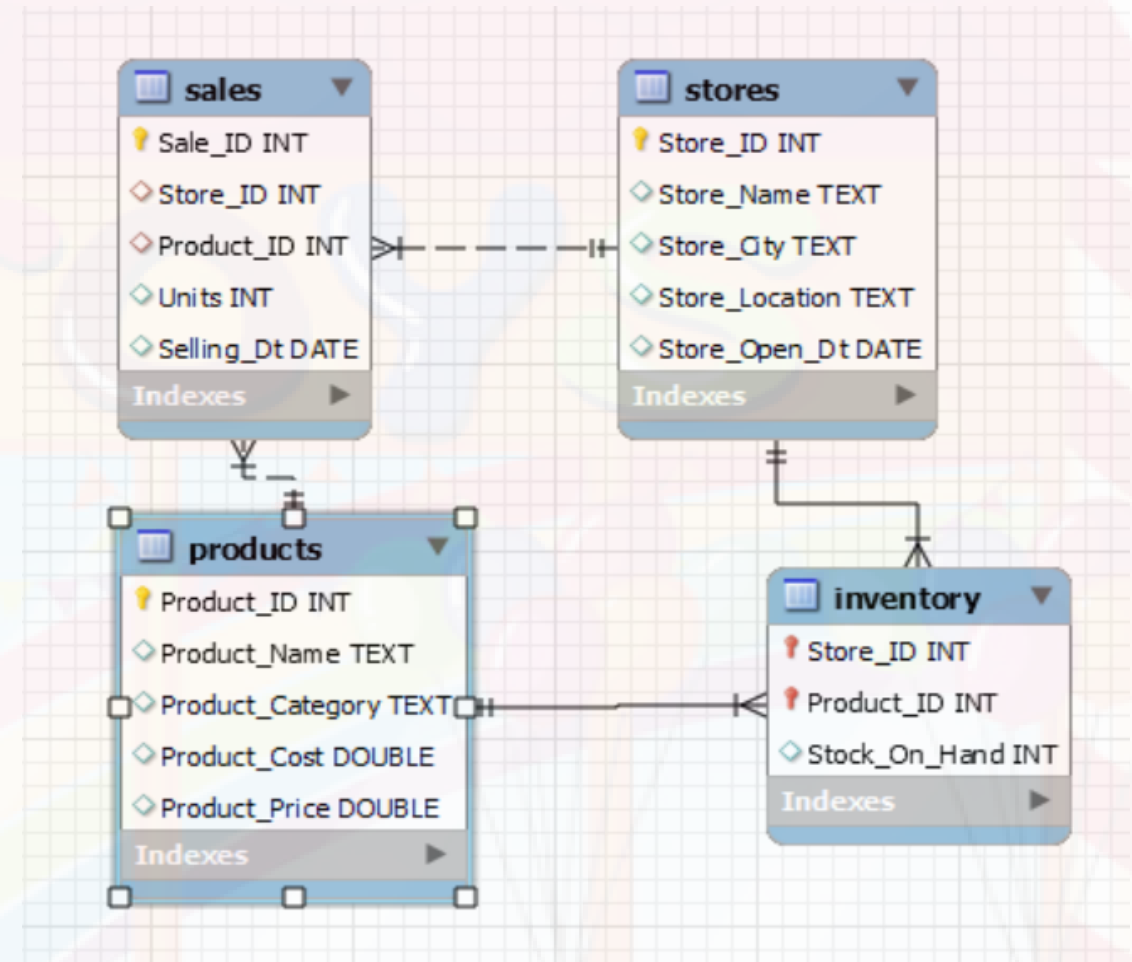 sales
Sale_ID INT
Store_ID INT
Product_ID INT
Units INT
Selling_Dt DATE
Indexes
stores
Store_ID INT
Store_Name TEXT
Store_City TEXT
Store_Location TEXT
Store_Open_Dt DATE
Indexes
products
Product_ID INT
Product_Name TEXT
Product_Category TEXT
Product_Cost DOUBLE
Product_Price DOUBLE
Indexes
inventory
Store_ID INT
Product_ID INT
Stock_On_Hand INT
Indexes